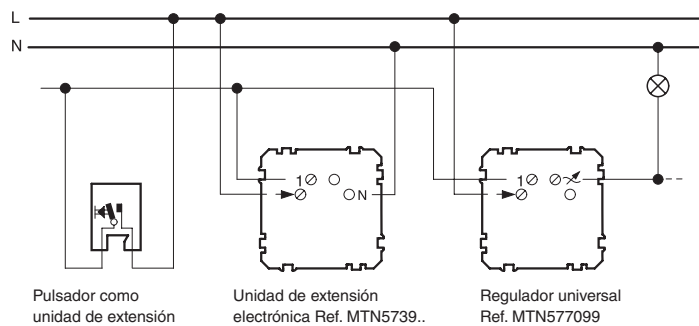 L
N
1
N
1
Pulsador como
unidad de extensión
Unidad de extensión
electrónica Ref. MTN5739..
Regulador universal
Ref. MTN577099